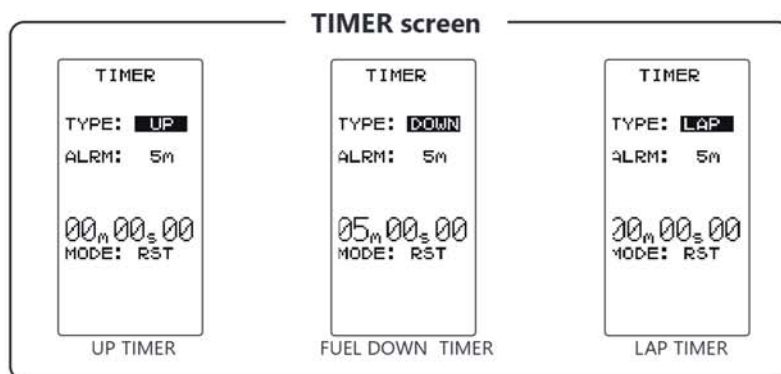 TIMER screen
TIMER
TYPE: UP
ALRM: 5m
00m00s00
MODE: RST
UP TIMER
TIMER
TYPE: DOWN
ALRM: 5m
05m00s00
MODE: RST
FUEL DOWN TIMER
TIMER
TYPE: LAP
ALRM: 5m
00m00s00
MODE: RST
LAP TIMER